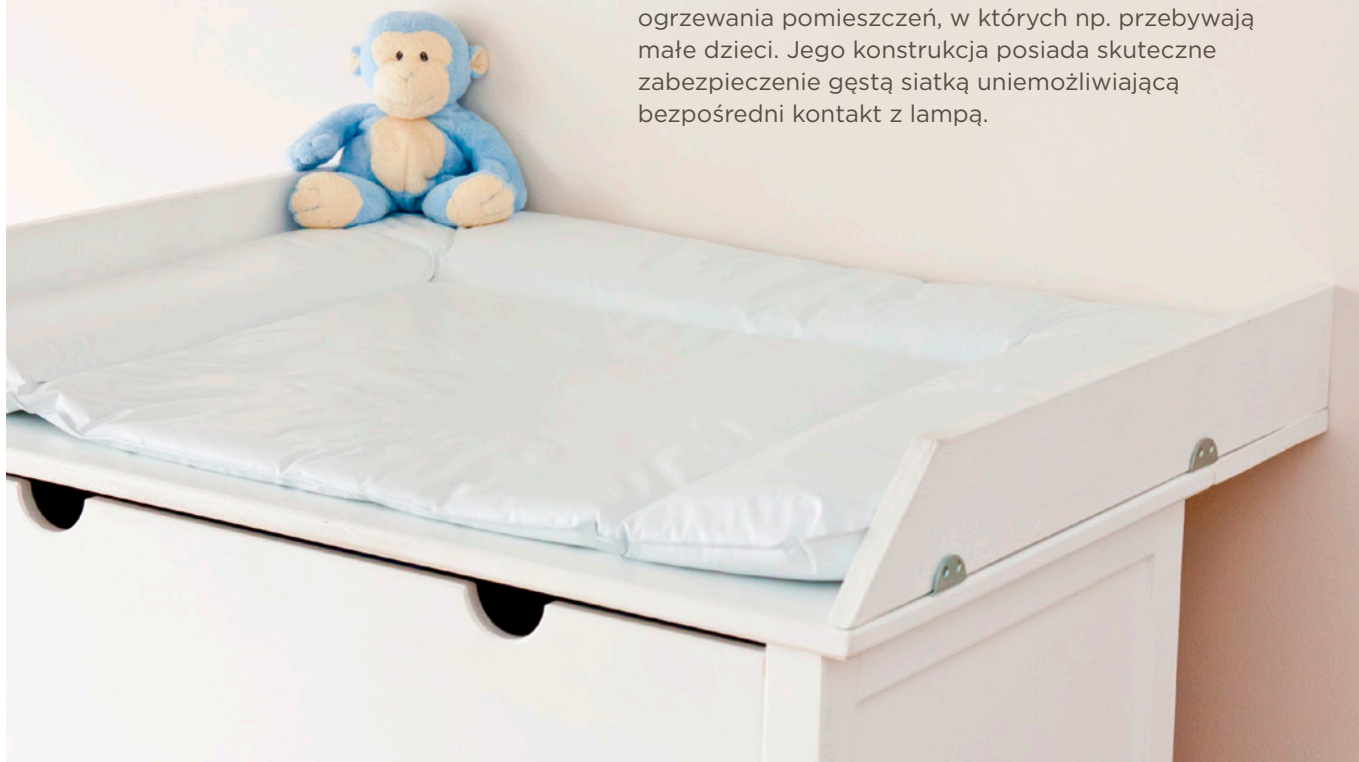 ogrzewania pomieszczeń, w których np. przebywają
małe dzieci. Jego konstrukcja posiada skuteczne
zabezpieczenie gęstą siatką uniemożliwiającą
bezpośredni kontakt z lampą.